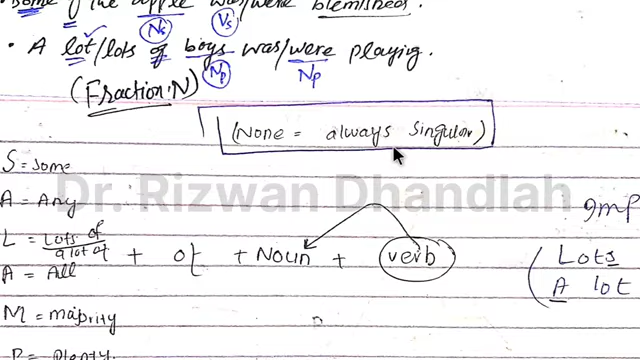 Some of the apple was/were blemished.
Ns Vs
• A lot/lots of boys was/were playing.
Np Np
(Fraction: N)
(None = always singular)
S = Some
Dr. Rizwan Dhandlah
A = Any
Imp
L = Lots of / a lot of + of + Noun + verb
Lots
A = All
A lot
M = majority
P = Plenty